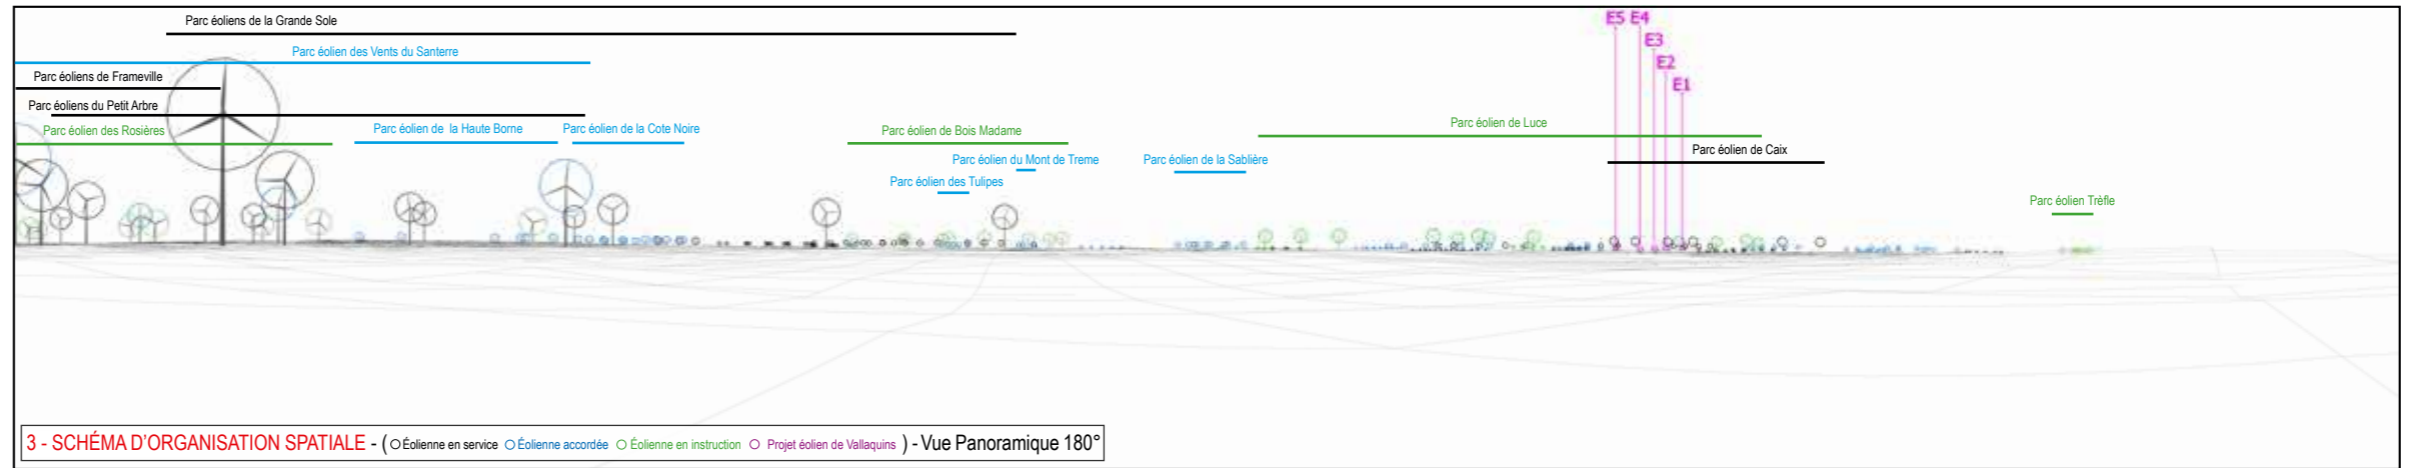 Parc éoliens de la Grande Sole
Parc éolien des Vents du Santerre
Parc éoliens de Frameville
Parc éoliens du Petit Arbre
Parc éolien des Rosières
Parc éolien de la Haute Borne
Parc éolien de la Cote Noire
Parc éolien de Bois Madame
Parc éolien du Mont de Treme
Parc éolien des Tulipes
Parc éolien de la Sablière
Parc éolien de Luce
Parc éolien de Caix
E5 E4
E3
E2
E1
Parc éolien Trèfle
3 - SCHÉMA D'ORGANISATION SPATIALE - ( Éolienne en service Éolienne accordée Éolienne en instruction Projet éolien de Vallaquins ) - Vue Panoramique 180°